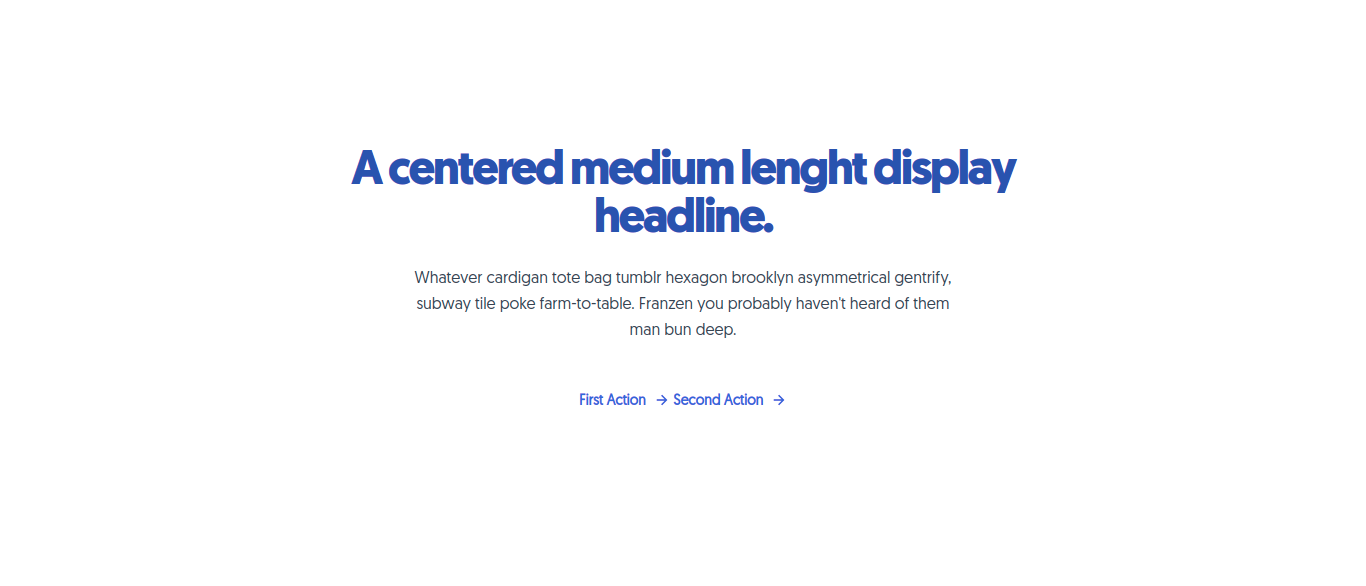 A centered medium lenght display
headline.
Whatever cardigan tote bag tumblr hexagon brooklyn asymmetrical gentrify,
subway tile poke farm-to-table. Franzen you probably haven't heard of them
man bun deep.
First Action → Second Action →